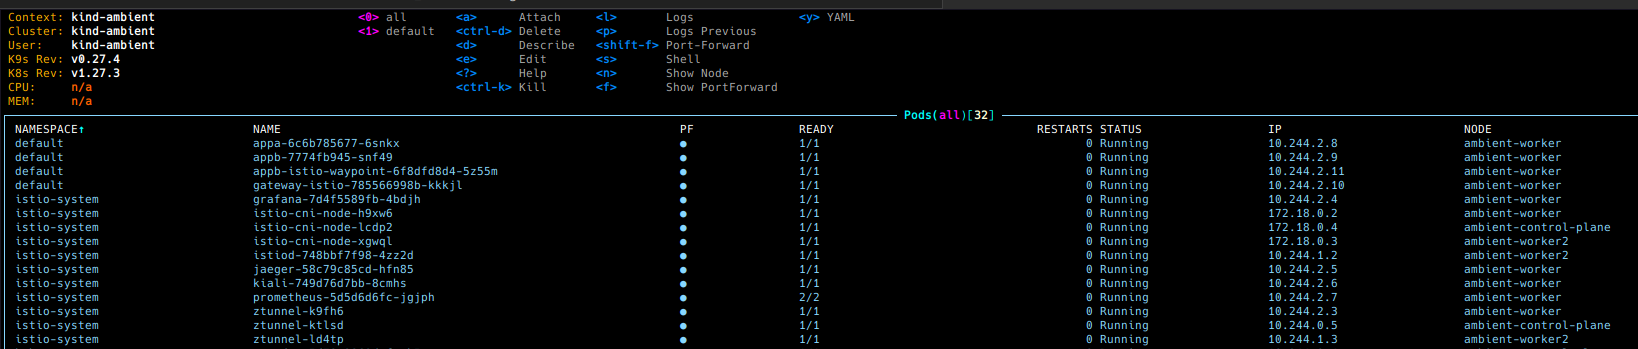 Context: kind-ambient <0> all <a> Attach <l> Logs <y> YAML
Cluster: kind-ambient <1> default <ctrl-d> Delete <p> Logs Previous
User: kind-ambient <d> Describe <shift-f> Port-Forward
K9s Rev: v0.27.4 <e> Edit <s> Shell
K8s Rev: v1.27.3 <?> Help <n> Show Node
CPU: n/a <ctrl-k> Kill <f> Show PortForward
MEM: n/a
Pods(all)[32]
NAMESPACE↑ NAME PF READY RESTARTS STATUS IP NODE
default appa-6c6b785677-6snkx ● 1/1 0 Running 10.244.2.8 ambient-worker
default appb-7774fb945-snf49 ● 1/1 0 Running 10.244.2.9 ambient-worker
default appb-istio-waypoint-6f8dfd8d4-5z55m ● 1/1 0 Running 10.244.2.11 ambient-worker
default gateway-istio-785566998b-kkkjl ● 1/1 0 Running 10.244.2.10 ambient-worker
istio-system grafana-7d4f5589fb-4bdjh ● 1/1 0 Running 10.244.2.4 ambient-worker
istio-system istio-cni-node-h9xw6 ● 1/1 0 Running 172.18.0.2 ambient-worker
istio-system istio-cni-node-lcdp2 ● 1/1 0 Running 172.18.0.4 ambient-control-plane
istio-system istio-cni-node-xgwql ● 1/1 0 Running 172.18.0.3 ambient-worker2
istio-system istiod-748bbf7f98-4zz2d ● 1/1 0 Running 10.244.1.2 ambient-worker2
istio-system jaeger-58c79c85cd-hfn85 ● 1/1 0 Running 10.244.2.5 ambient-worker
istio-system kiali-749d76d7bb-8cmhs ● 1/1 0 Running 10.244.2.6 ambient-worker
istio-system prometheus-5d5d6d6fc-jgjph ● 2/2 0 Running 10.244.2.7 ambient-worker
istio-system ztunnel-k9fh6 ● 1/1 0 Running 10.244.2.3 ambient-worker
istio-system ztunnel-ktlsd ● 1/1 0 Running 10.244.0.5 ambient-control-plane
istio-system ztunnel-ld4tp ● 1/1 0 Running 10.244.1.3 ambient-worker2